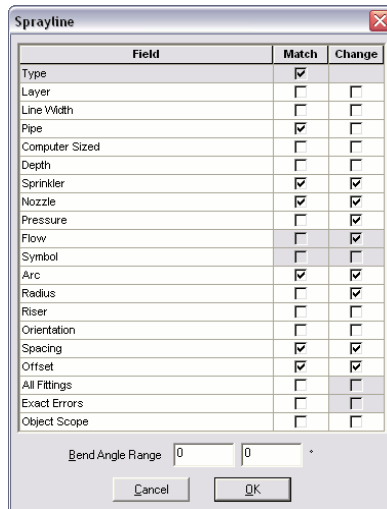 Sprayline
Field Match Change
Type
Layer
Line Width
Pipe
Computer Sized
Depth
Sprinkler
Nozzle
Pressure
Flow
Symbol
Arc
Radius
Riser
Orientation
Spacing
Offset
All Fittings
Exact Errors
Object Scope
Bend Angle Range 0 0 °
Cancel OK